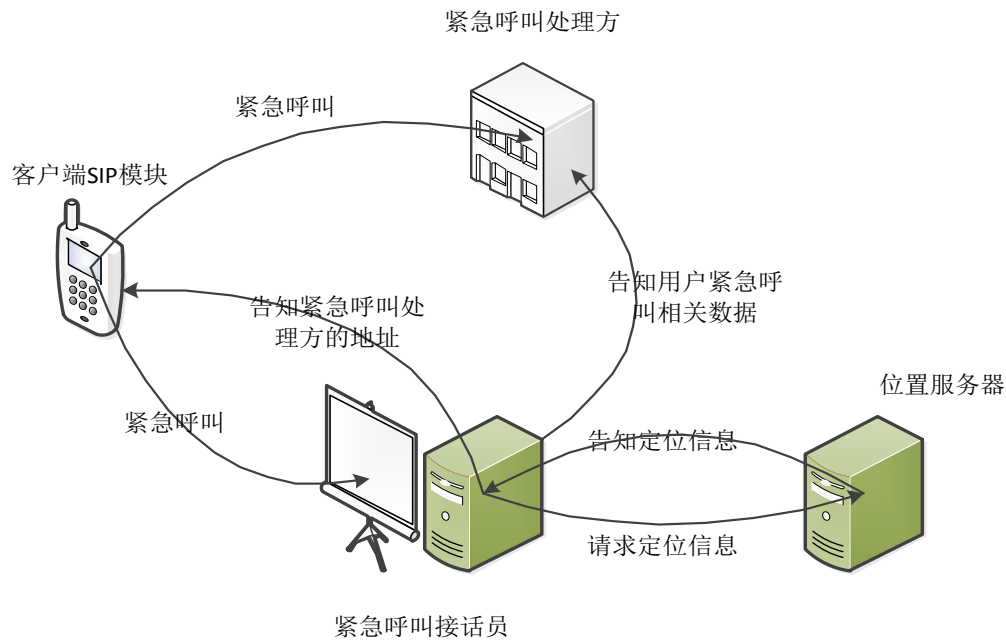 紧急呼叫处理方
紧急呼叫
客户端SIP模块
告知用户紧急呼
叫相关数据
告知紧急呼叫处
理方的地址
位置服务器
紧急呼叫
告知定位信息
请求定位信息
紧急呼叫接话员